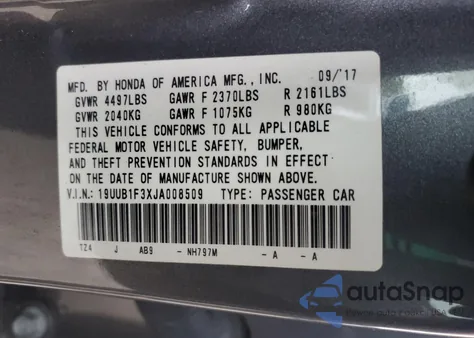 MFD. BY HONDA OF AMERICA MFG., INC. 09/'17
GVWR 4497LBS GAWR F 2370LBS R 2161LBS
GVWR 2040KG GAWR F 1075KG R 980KG
THIS VEHICLE CONFORMS TO ALL APPLICABLE
FEDERAL MOTOR VEHICLE SAFETY, BUMPER,
AND THEFT PREVENTION STANDARDS IN EFFECT
ON THE DATE OF MANUFACTURE SHOWN ABOVE.
V.I.N.: 19UUB1F3XJA008509 TYPE: PASSENGER CAR
TZ4 J AB9 - NH797M - A - A
autoSnap